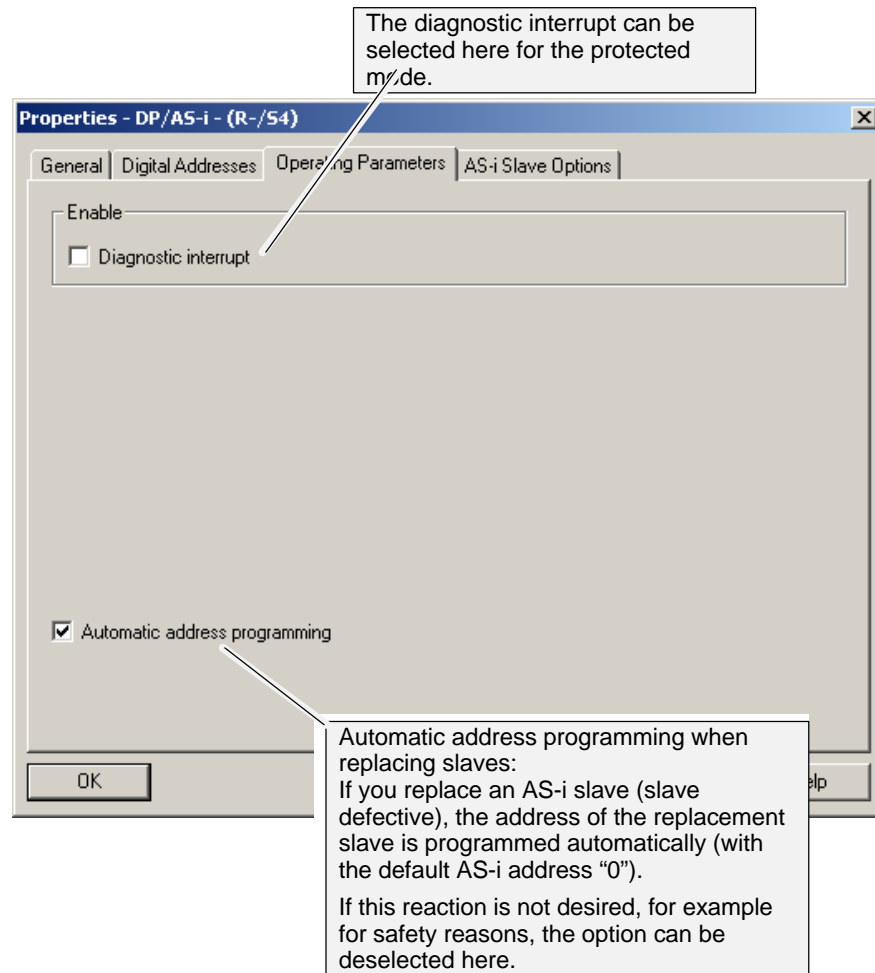 The diagnostic interrupt can be
selected here for the protected
mode.
Properties - DP/AS-i - (R-/S4)
General
Digital Addresses
Operating Parameters
AS-i Slave Options
Enable
Diagnostic interrupt
Automatic address programming
Automatic address programming when
replacing slaves:
If you replace an AS-i slave (slave
defective), the address of the replacement
slave is programmed automatically (with
the default AS-i address “0”).
If this reaction is not desired, for example
for safety reasons, the option can be
deselected here.
OK
elp